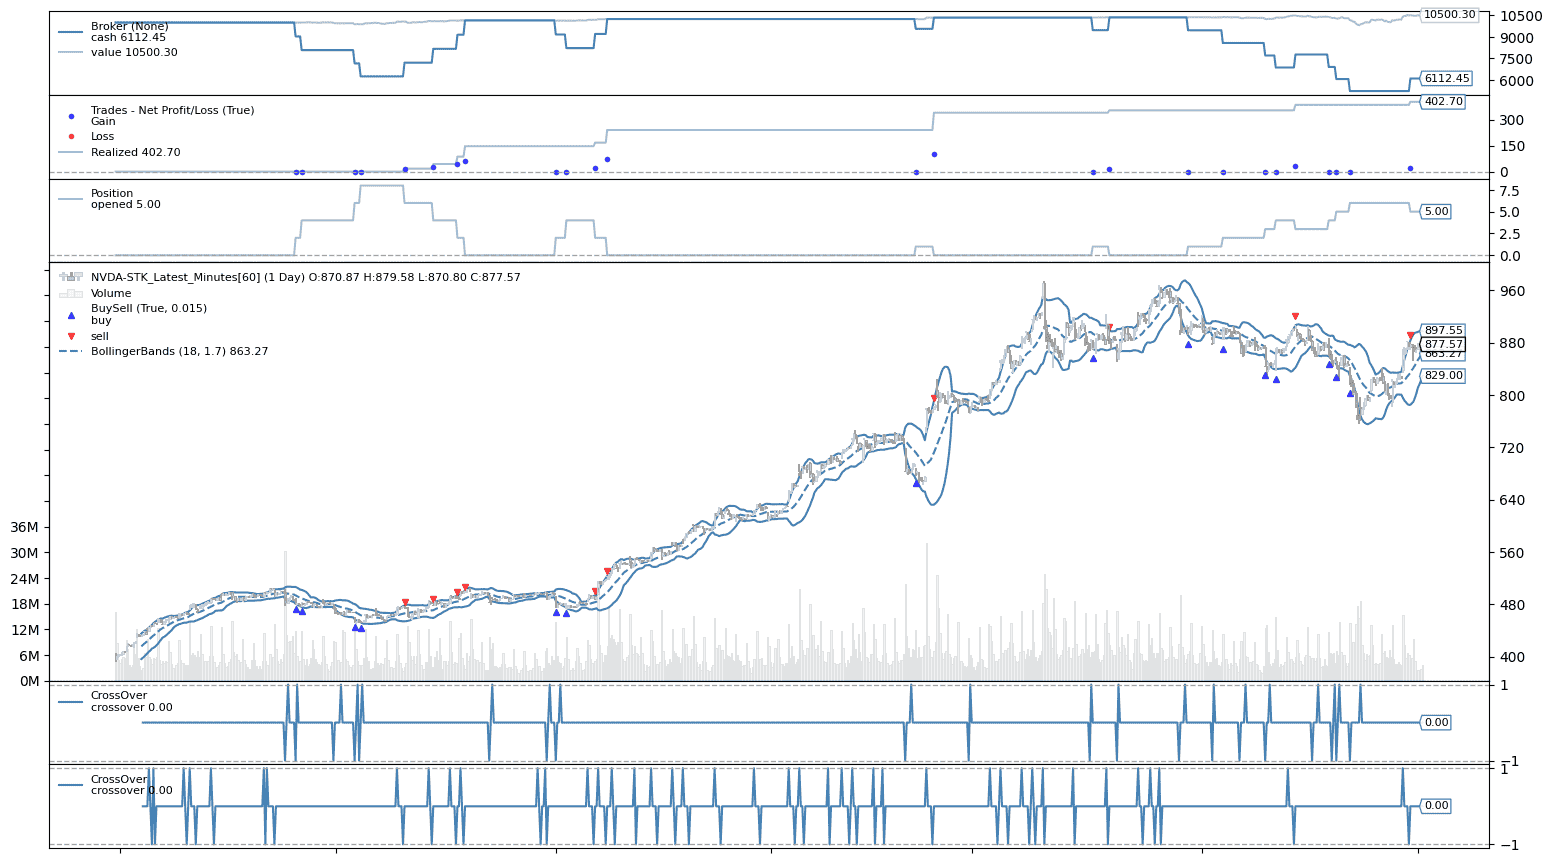 Broker (None)
cash 6112.45
value 10500.30
10500.30
10500
9000
7500
6112.45
6000
Trades - Net Profit/Loss (True)
Gain
Loss
Realized 402.70
402.70
300
150
0
Position
opened 5.00
7.5
5.00
5.0
2.5
0.0
NVDA-STK_Latest_Minutes[60] (1 Day) O:870.87 H:879.58 L:870.80 C:877.57
Volume
BuySell (True, 0.015)
buy
sell
BollingerBands (18, 1.7) 863.27
960
897.55
880
877.57
863.27
829.00
800
720
640
560
480
400
36M
30M
24M
18M
12M
6M
0M
CrossOver
crossover 0.00
1
0.00
−1
CrossOver
crossover 0.00
1
0.00
−1